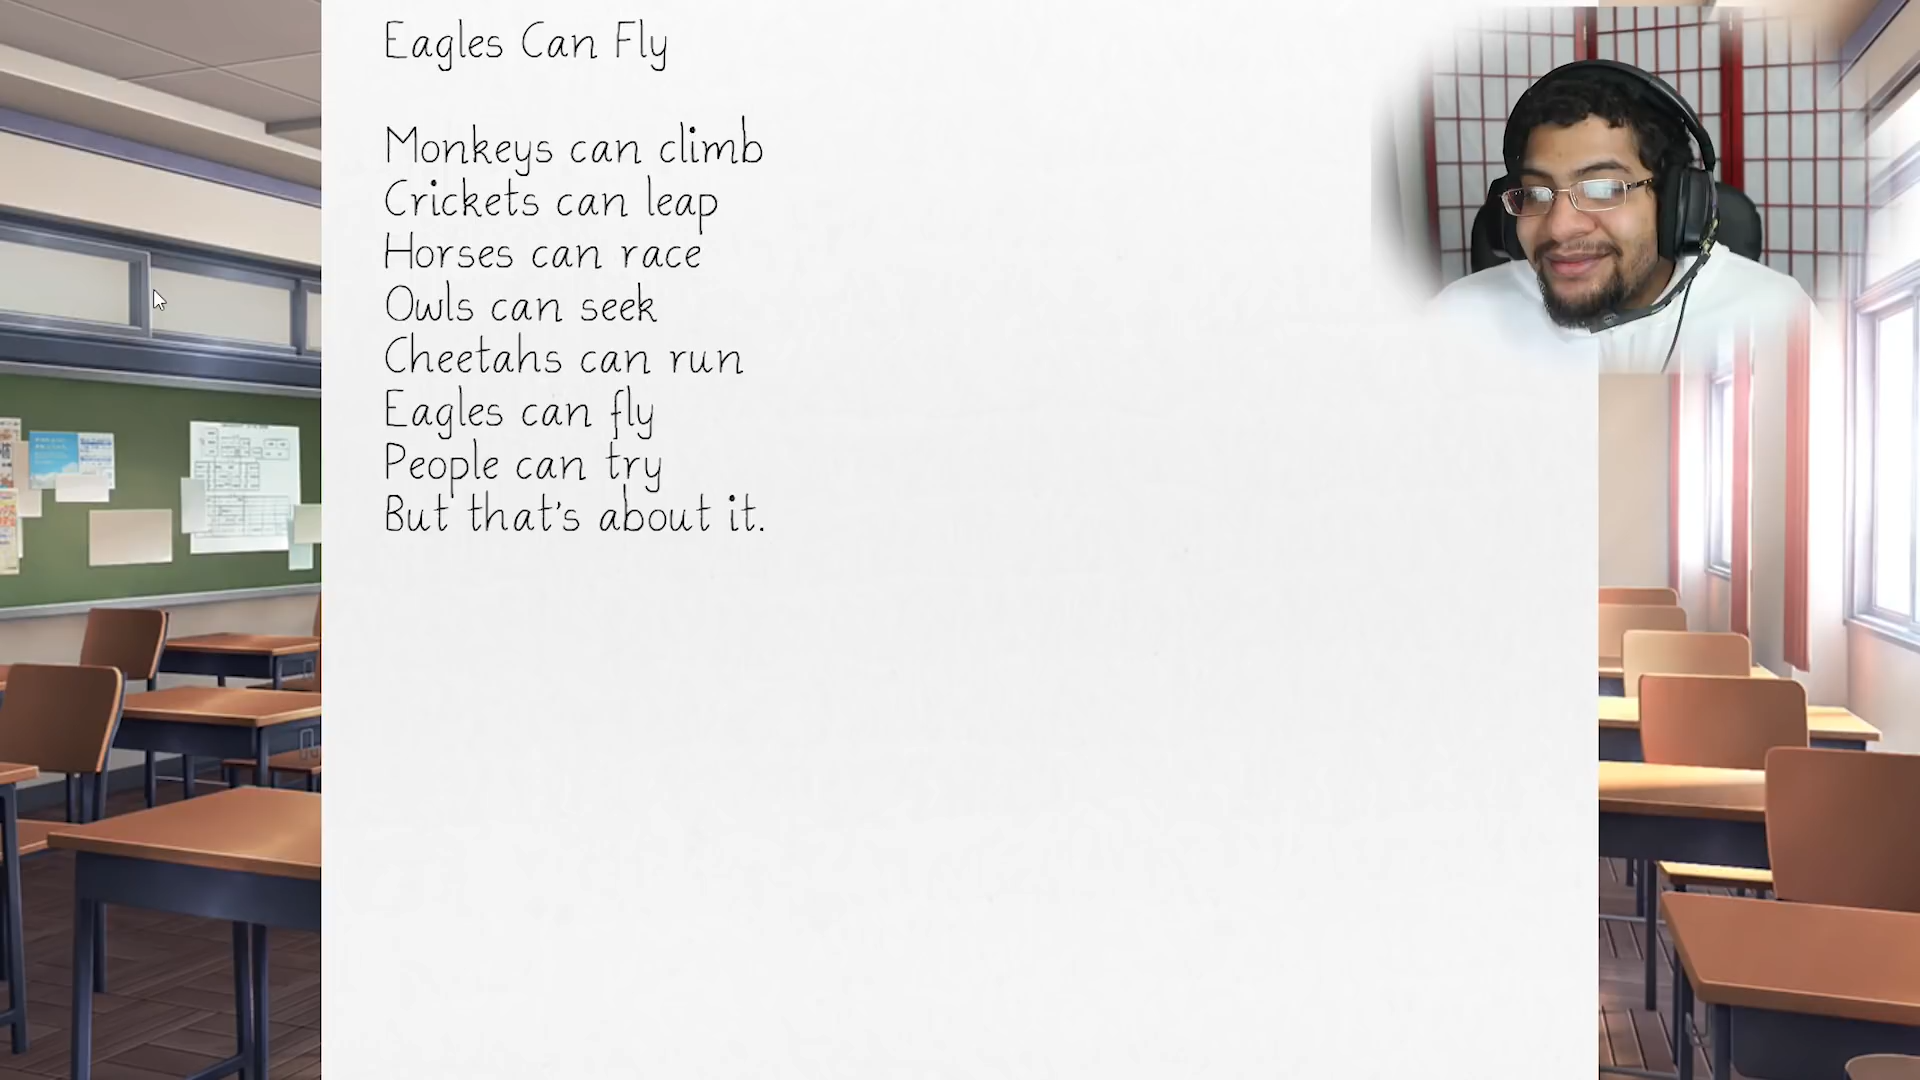 Eagles Can Fly
Monkeys can climb
Crickets can leap
Horses can race
Owls can seek
Cheetahs can run
Eagles can fly
People can try
But that's about it.